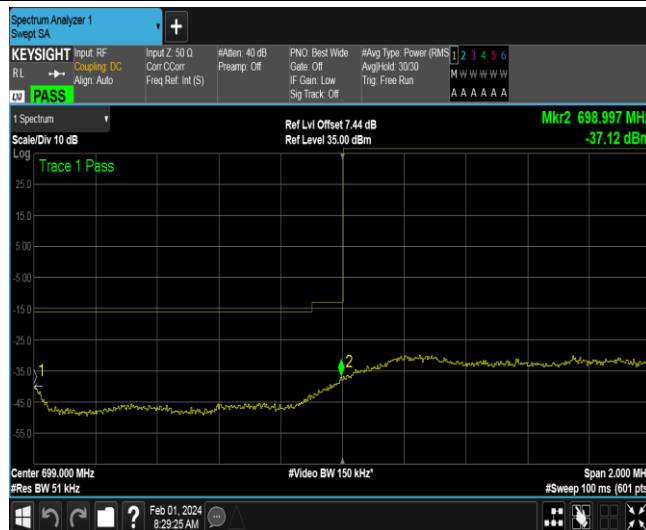 Spectrum Analyzer 1
Swept SA
+
KEYSIGHT
RL
LXI
PASS
Input: RF
Coupling: DC
Align: Auto
Input Z: 50 Ω
Corr CCorr
Freq Ref: Int (S)
#Atten: 40 dB
Preamp: Off
PNO: Best Wide
Gate: Off
IF Gain: Low
Sig Track: Off
#Avg Type: Power (RMS
Avg|Hold: 30/30
Trig: Free Run
1 2 3 4 5 6
M W W W W W
A A A A A A
1 Spectrum
Scale/Div 10 dB
Ref Lvl Offset 7.44 dB
Ref Level 35.00 dBm
Mkr2 698.997 MHz
-37.12 dBm
Log
Trace 1 Pass
25.0
15.0
5.00
-5.00
-15.0
-25.0
-35.0
-45.0
-55.0
1
2
Center 699.000 MHz
#Res BW 51 kHz
#Video BW 150 kHz*
Span 2.000 MH
#Sweep 100 ms (601 pts
?
Feb 01, 2024
8:29:25 AM